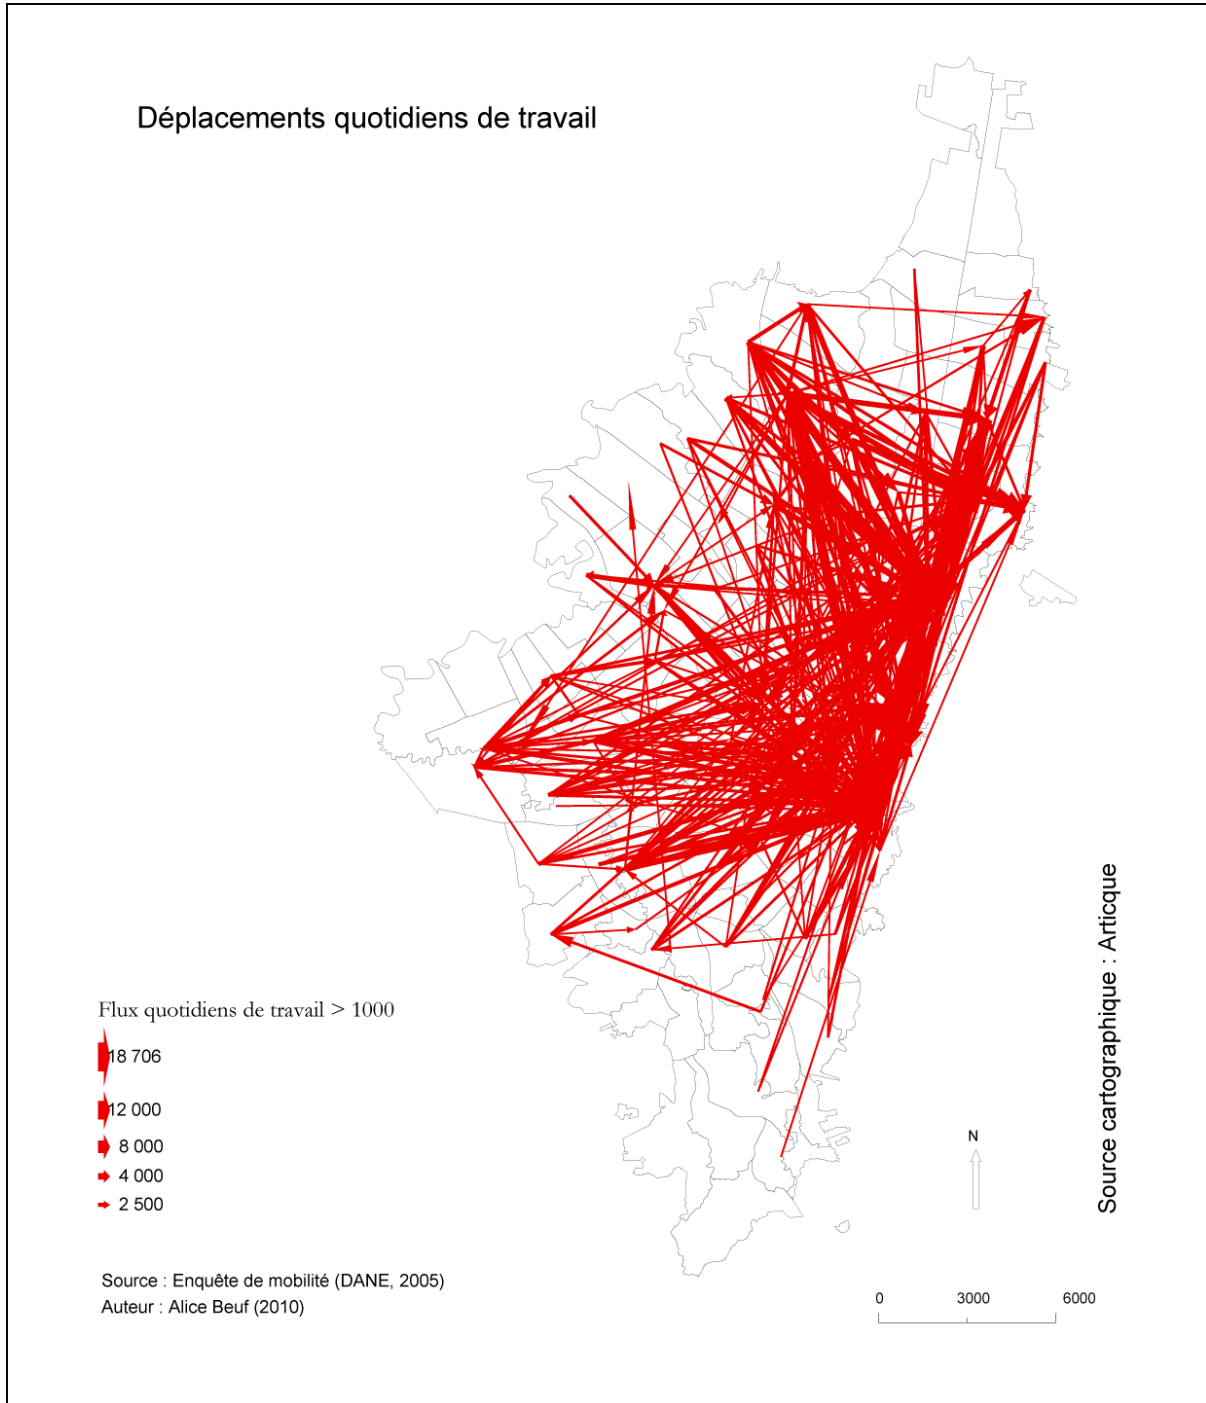 Déplacements quotidiens de travail
Flux quotidiens de travail > 1000
18 706
12 000
8 000
4 000
2 500
Source : Enquête de mobilité (DANE, 2005)
Auteur : Alice Beuf (2010)
N
0 3000 6000
Source cartographique : Articque